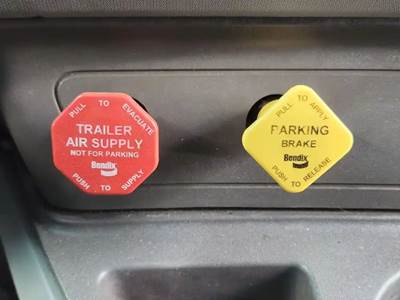 PULL TO EVACUATE
TRAILER
AIR SUPPLY
NOT FOR PARKING
Bendix
PUSH TO SUPPLY
PULL TO APPLY
PARKING
BRAKE
Bendix
PUSH TO RELEASE